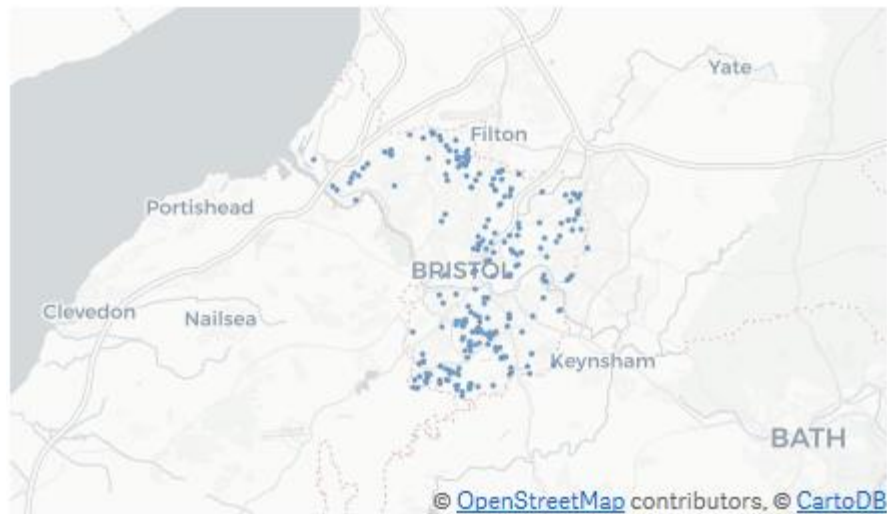 Yate
Filton
Portishead
BRISTOL
Clevedon
Nailsea
Keynsham
BATH
© OpenStreetMap contributors, © CartoDB